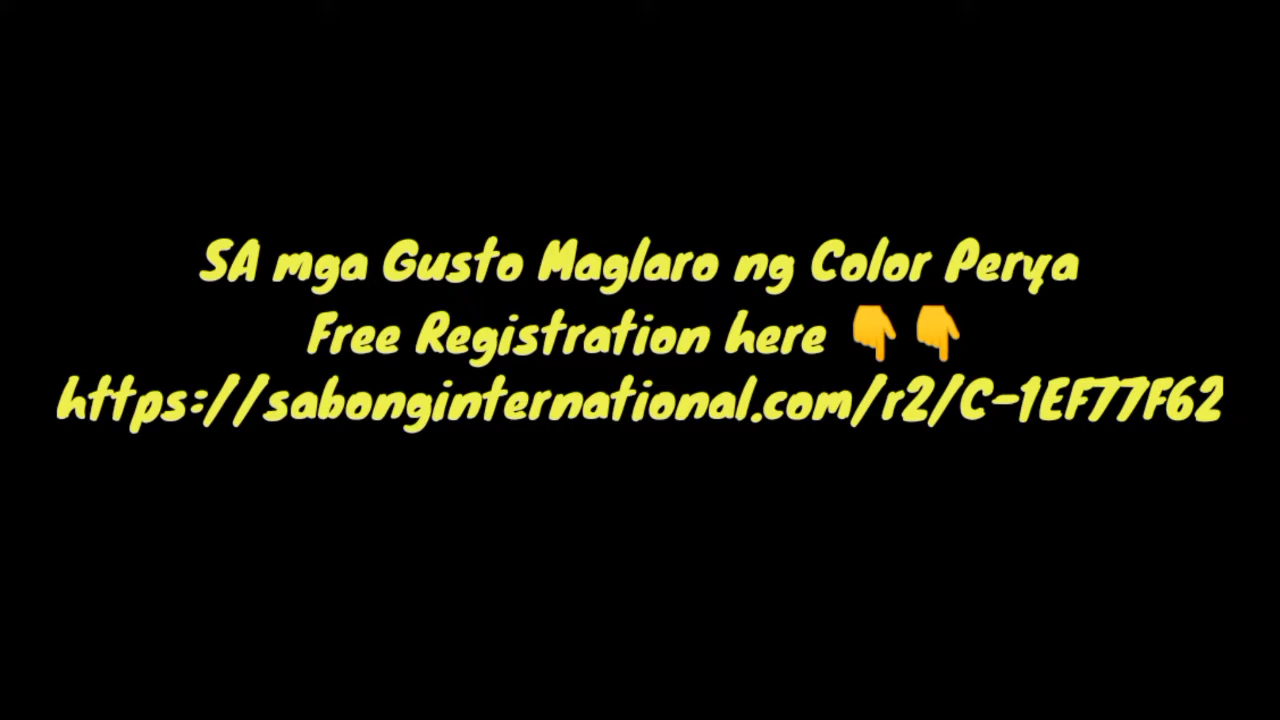 SA mga Gusto Maglaro ng Color Perya
Free Registration here 👇👇
https://sabonginternational.com/r2/C-1EF77F62